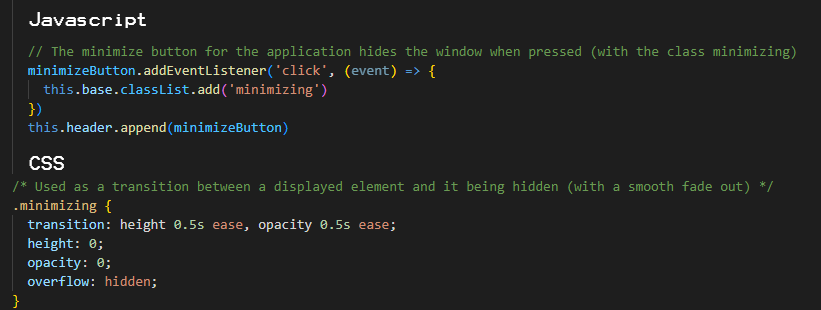 Javascript
// The minimize button for the application hides the window when pressed (with the class minimizing)
minimizeButton.addEventListener('click', (event) => {
  this.base.classList.add('minimizing')
})
this.header.append(minimizeButton)
CSS
/* Used as a transition between a displayed element and it being hidden (with a smooth fade out) */
.minimizing {
  transition: height 0.5s ease, opacity 0.5s ease;
  height: 0;
  opacity: 0;
  overflow: hidden;
}